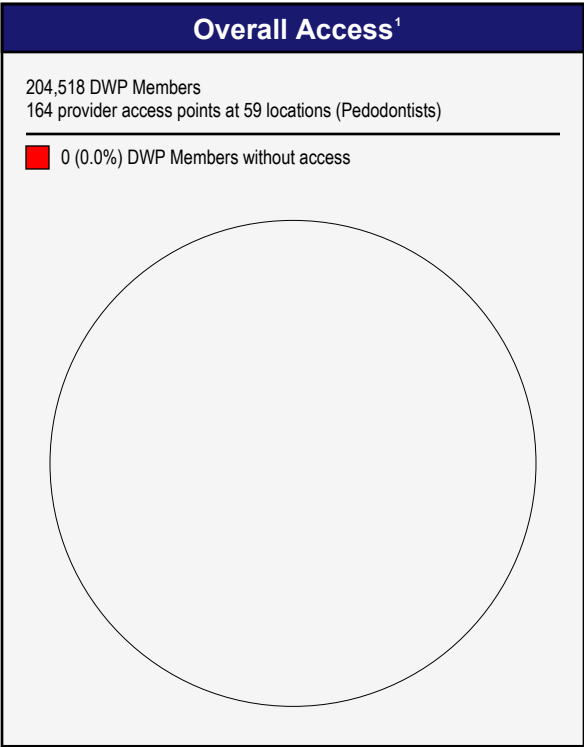 Overall Access¹
204,518 DWP Members
164 provider access points at 59 locations (Pedodontists)
0 (0.0%) DWP Members without access